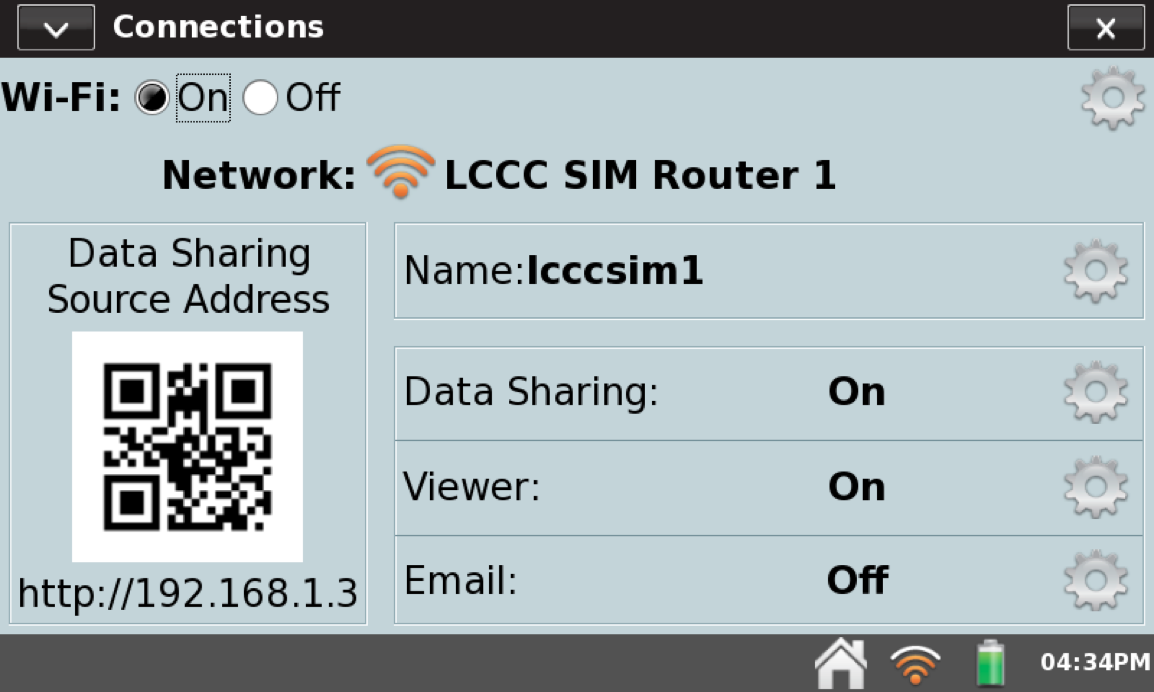 Connections
Wi-Fi: On Off
Network: LCCC SIM Router 1
Data Sharing
Source Address
http://192.168.1.3
Name:lcccsim1
Data Sharing: On
Viewer: On
Email: Off
04:34PM